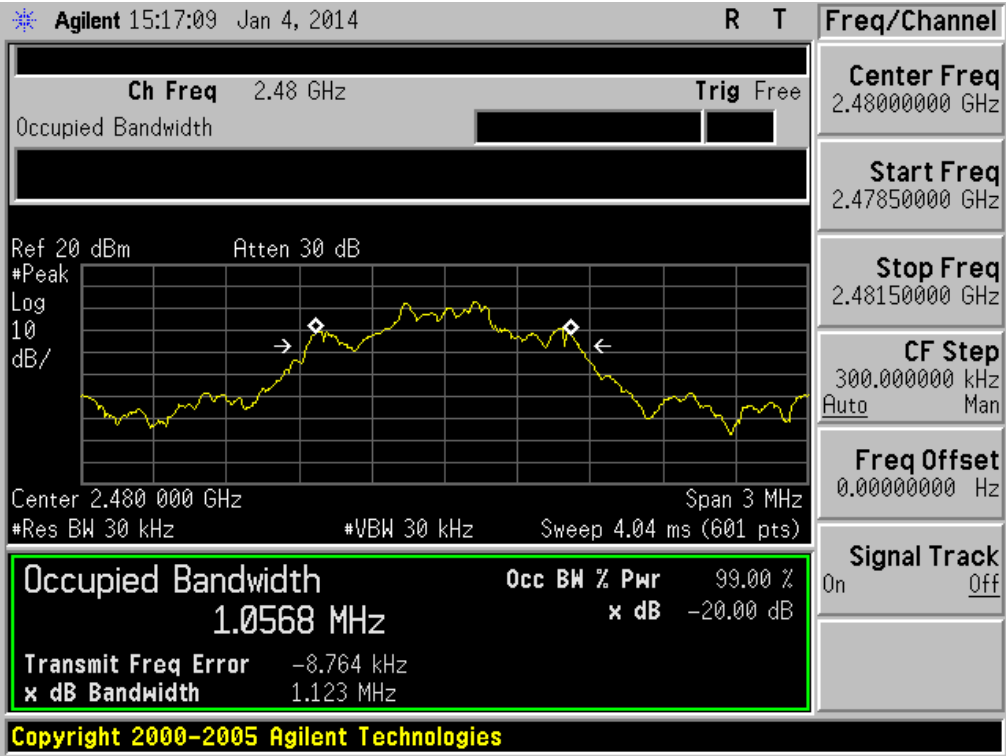 Agilent 15:17:09 Jan 4, 2014 R T
Freq/Channel
Ch Freq 2.48 GHz Trig Free
Occupied Bandwidth
Center Freq
2.48000000 GHz
Start Freq
2.47850000 GHz
Stop Freq
2.48150000 GHz
CF Step
300.000000 kHz
Auto Man
Freq Offset
0.00000000 Hz
Signal Track
On Off
Ref 20 dBm Atten 30 dB
#Peak
Log
10
dB/
Center 2.480 000 GHz Span 3 MHz
#Res BW 30 kHz #VBW 30 kHz Sweep 4.04 ms (601 pts)
Occupied Bandwidth
1.0568 MHz
Occ BW % Pwr 99.00 %
x dB -20.00 dB
Transmit Freq Error -8.764 kHz
x dB Bandwidth 1.123 MHz
Copyright 2000-2005 Agilent Technologies